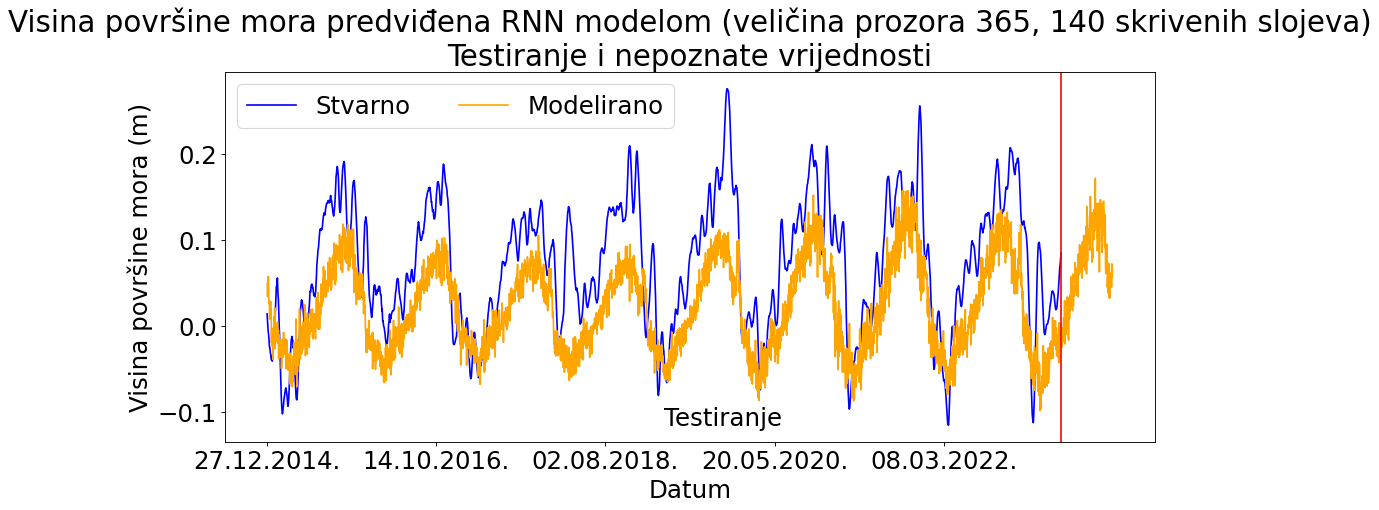 Visina površine mora predviđena RNN modelom (veličina prozora 365, 140 skrivenih slojeva)
Testiranje i nepoznate vrijednosti
Stvarno Modelirano
Visina površine mora (m)
0.2
0.1
0.0
−0.1
Testiranje
27.12.2014. 14.10.2016. 02.08.2018. 20.05.2020. 08.03.2022.
Datum